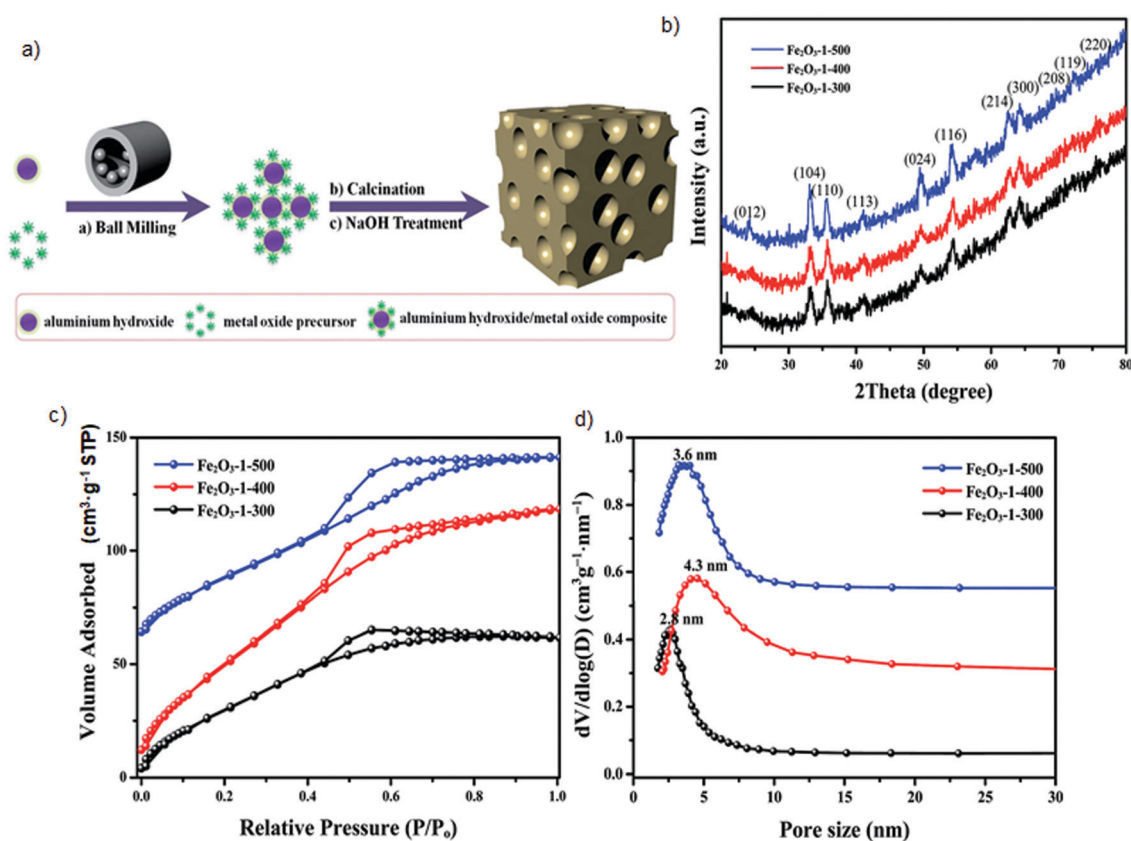 a)
a) Ball Milling
b) Calcination
c) NaOH Treatment
aluminium hydroxide
metal oxide precursor
aluminium hydroxide/metal oxide composite
b)
Fe₂O₃-1-500
Fe₂O₃-1-400
Fe₂O₃-1-300
(012)
(104)
(110)
(113)
(024)
(116)
(214)
(300)
(208)
(119)
(220)
Intensity (a.u.)
20 30 40 50 60 70 80
2Theta (degree)
c)
Fe₂O₃-1-500
Fe₂O₃-1-400
Fe₂O₃-1-300
Volume Adsorbed (cm³·g⁻¹ STP)
150
100
50
0
0.0 0.2 0.4 0.6 0.8 1.0
Relative Pressure (P/Pₒ)
d)
3.6 nm
4.3 nm
2.8 nm
Fe₂O₃-1-500
Fe₂O₃-1-400
Fe₂O₃-1-300
dV/dlog(D) (cm³g⁻¹·nm⁻¹)
1.0
0.8
0.6
0.4
0.2
0.0
0 5 10 15 20 25 30
Pore size (nm)